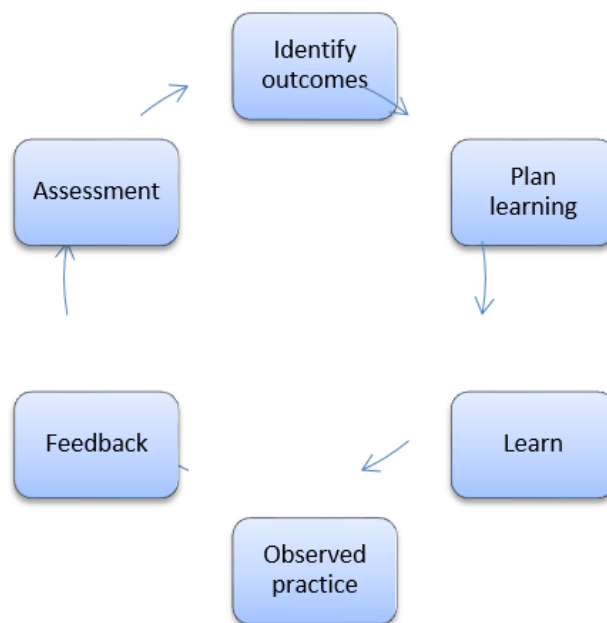 Identify
outcomes
Plan
learning
Learn
Observed
practice
Feedback
Assessment